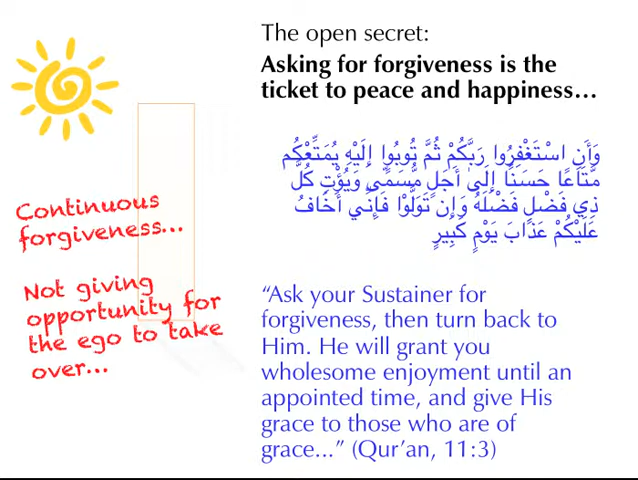 The open secret:
Asking for forgiveness is the
ticket to peace and happiness...
وَأَنِ اسْتَغْفِرُوا رَبَّكُمْ ثُمَّ تُوبُوا إِلَيْهِ يُمَتِّعْكُم
مَّتَاعًا حَسَنًا إِلَىٰ أَجَلٍ مُّسَمًّى وَيُؤْتِ كُلَّ
ذِي فَضْلٍ فَضْلَهُ وَإِن تَوَلَّوْا فَإِنِّي أَخَافُ
عَلَيْكُمْ عَذَابَ يَوْمٍ كَبِيرٍ
Continuous
forgiveness...
Not giving
opportunity for
the ego to take
over...
“Ask your Sustainer for
forgiveness, then turn back to
Him. He will grant you
wholesome enjoyment until an
appointed time, and give His
grace to those who are of
grace...” (Qur’an, 11:3)